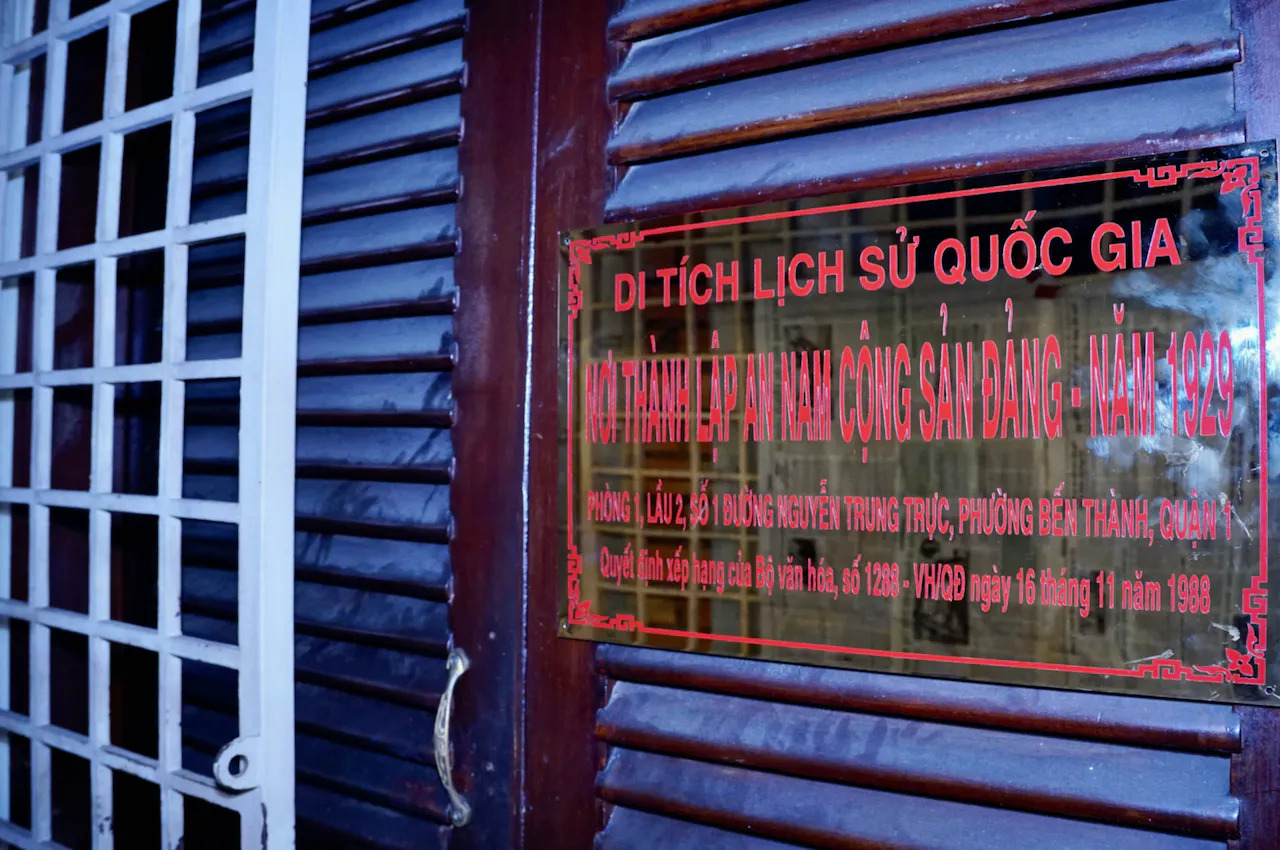 DI TÍCH LỊCH SỬ QUỐC GIA
NƠI THÀNH LẬP AN NAM CỘNG SẢN ĐẢNG - NĂM 1929
PHÒNG 1, LẦU 2, SỐ 1 ĐƯỜNG NGUYỄN TRUNG TRỰC, PHƯỜNG BẾN THÀNH, QUẬN 1
Quyết định xếp hạng của Bộ văn hóa, số 1288 - VH/QĐ ngày 16 tháng 11 năm 1988